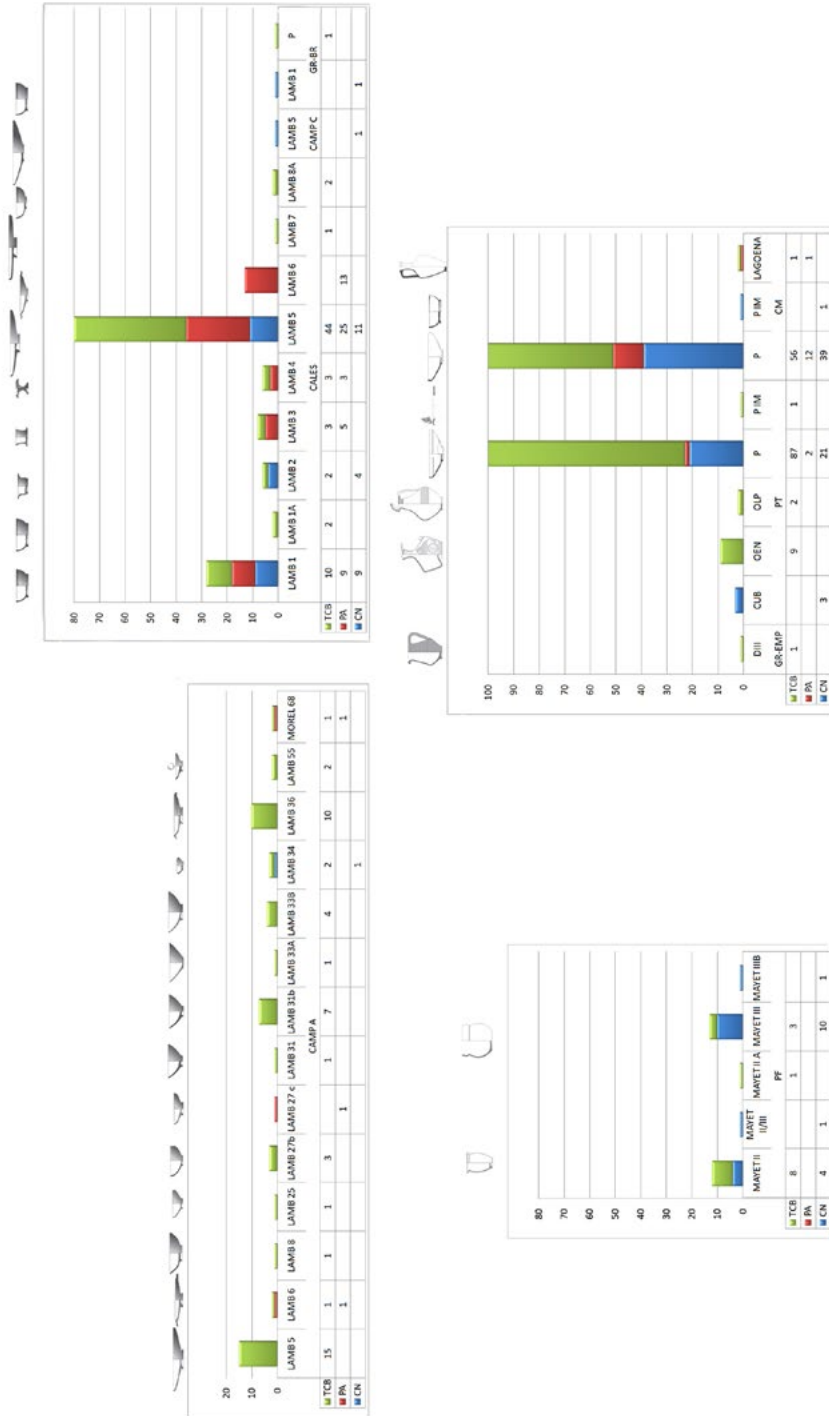 20
10
0
LAMB 5 LAMB 6 LAMB 8 LAMB 25 LAMB 27b LAMB 27 c LAMB 31 LAMB 31b LAMB 33A LAMB 33B LAMB 34 LAMB 36 LAMB 55 MOREL 68
CAMP A
TCB 15 1 1 1 3 1 7 1 4 2 10 2 1
PA 1 1 1
CN 1
80
70
60
50
40
30
20
10
0
LAMB 1 LAMB 1A LAMB 2 LAMB 3 LAMB 4 LAMB 5 LAMB 6 LAMB 7 LAMB 8A LAMB 5 LAMB 1 P
CALES CAMP C GR-BR
TCB 10 2 2 3 3 44 1 2 1
PA 9 5 3 25 13
CN 9 4 11 1 1
80
70
60
50
40
30
20
10
0
MAYET II MAYET II/III MAYET II A MAYET III MAYET IIIB
PF
TCB 8 1 3
PA
CN 4 1 10 1
100
90
80
70
60
50
40
30
20
10
0
DIII CUB OEN OLP P P IM P P IM LAGOENA
GR-EMP PT CM
TCB 1 9 2 87 1 56 1
PA 2 12 1
CN 3 21 39 1